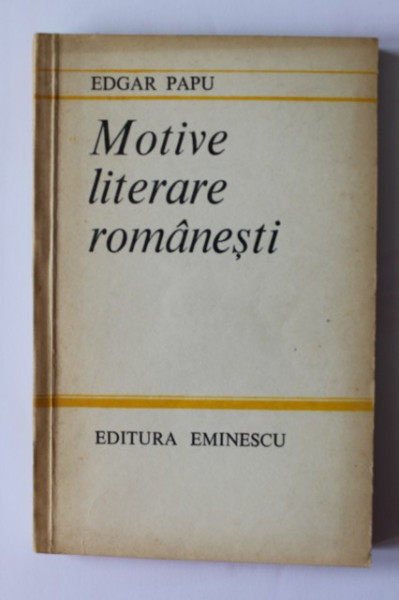 EDGAR PAPU
Motive
literare
românești
EDITURA EMINESCU